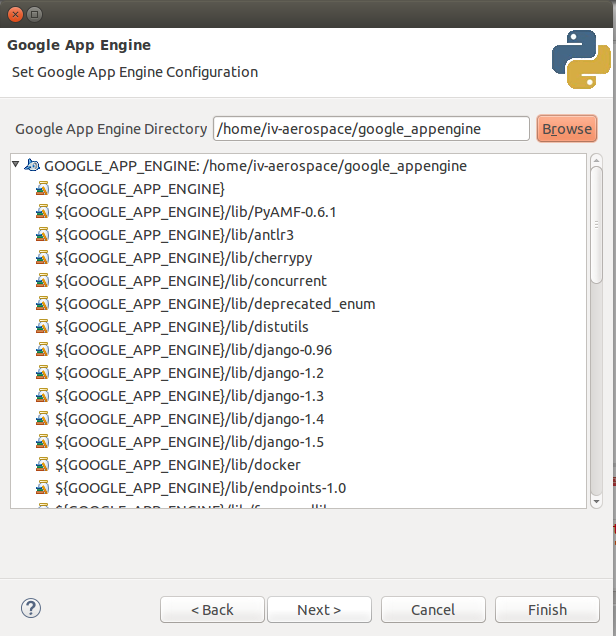 Google App Engine
Set Google App Engine Configuration
Google App Engine Directory /home/iv-aerospace/google_appengine Browse
GOOGLE_APP_ENGINE: /home/iv-aerospace/google_appengine
${GOOGLE_APP_ENGINE}
${GOOGLE_APP_ENGINE}/lib/PyAMF-0.6.1
${GOOGLE_APP_ENGINE}/lib/antlr3
${GOOGLE_APP_ENGINE}/lib/cherrypy
${GOOGLE_APP_ENGINE}/lib/concurrent
${GOOGLE_APP_ENGINE}/lib/deprecated_enum
${GOOGLE_APP_ENGINE}/lib/distutils
${GOOGLE_APP_ENGINE}/lib/django-0.96
${GOOGLE_APP_ENGINE}/lib/django-1.2
${GOOGLE_APP_ENGINE}/lib/django-1.3
${GOOGLE_APP_ENGINE}/lib/django-1.4
${GOOGLE_APP_ENGINE}/lib/django-1.5
${GOOGLE_APP_ENGINE}/lib/docker
${GOOGLE_APP_ENGINE}/lib/endpoints-1.0
? < Back Next > Cancel Finish